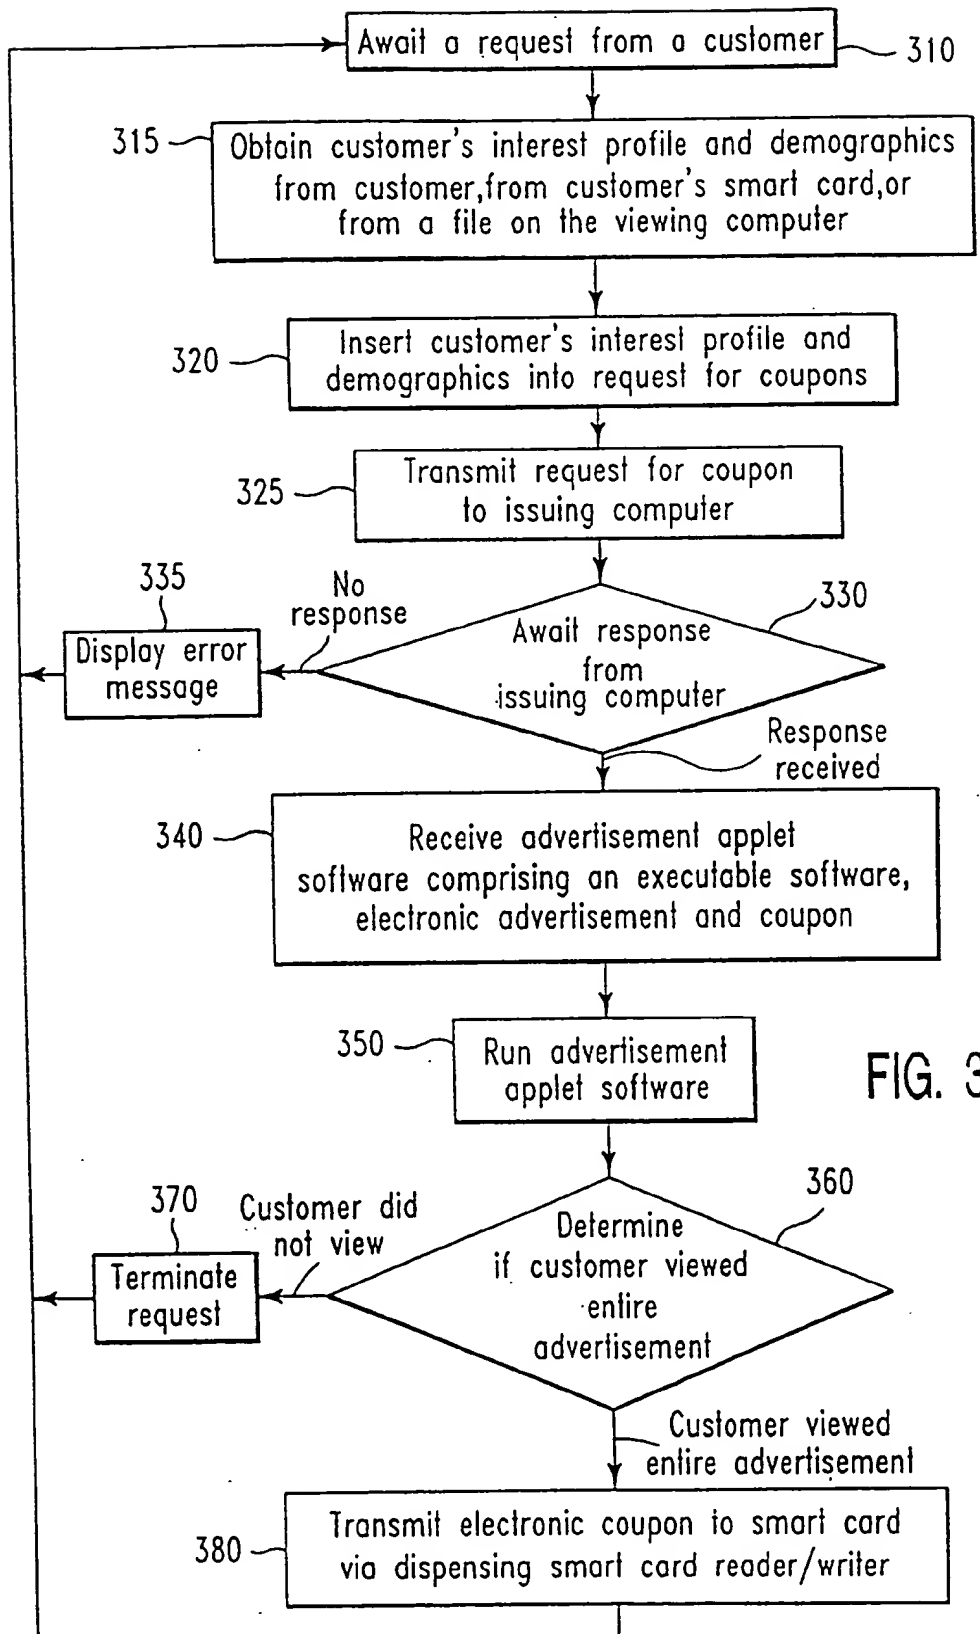 Await a request from a customer
310
315
Obtain customer's interest profile and demographics
from customer,from customer's smart card,or
from a file on the viewing computer
320
Insert customer's interest profile and
demographics into request for coupons
325
Transmit request for coupon
to issuing computer
335
No
response
330
Display error
message
Await response
from
issuing computer
Response
received
340
Receive advertisement applet
software comprising an executable software,
electronic advertisement and coupon
350
Run advertisement
applet software
FIG. 3
370
Customer did
not view
360
Terminate
request
Determine
if customer viewed
entire
advertisement
Customer viewed
entire advertisement
380
Transmit electronic coupon to smart card
via dispensing smart card reader/writer